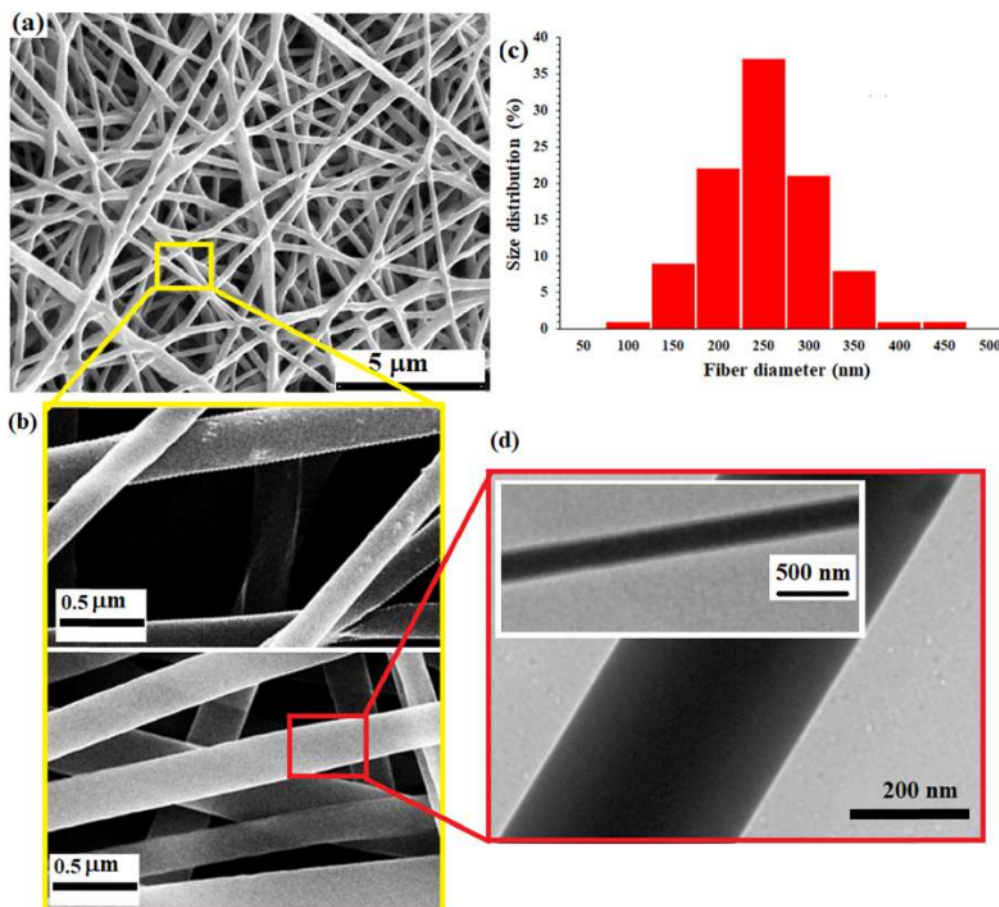 (a)
5 μm
(c)
Size distribution (%)
40
35
30
25
20
15
10
5
0
50 100 150 200 250 300 350 400 450 500
Fiber diameter (nm)
(b)
0.5 μm
0.5 μm
(d)
500 nm
200 nm